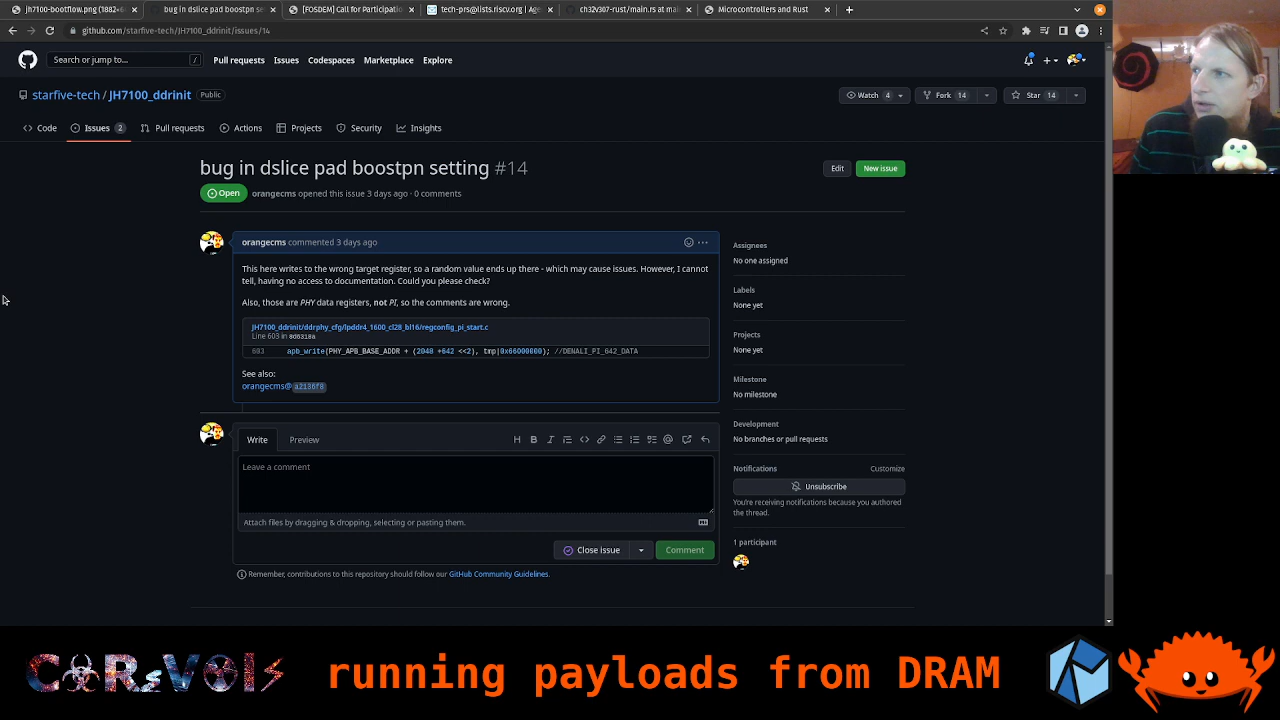 jh7100-bootflow.png (1882×
bug in dslice pad boostpn se
[FOSDEM] Call for Participatio
tech-prs@lists.riscv.org | Age
ch32v307-rust/main.rs at mai
Microcontrollers and Rust
github.com/starfive-tech/JH7100_ddrinit/issues/14
Search or jump to...
/
Pull requests
Issues
Codespaces
Marketplace
Explore
starfive-tech / JH7100_ddrinit
Public
Watch 4
Fork 14
Star 14
Code
Issues 2
Pull requests
Actions
Projects
Security
Insights
bug in dslice pad boostpn setting #14
Edit
New issue
Open
orangecms opened this issue 3 days ago · 0 comments
orangecms commented 3 days ago
This here writes to the wrong target register, so a random value ends up there - which may cause issues. However, I cannot
tell, having no access to documentation. Could you please check?
Also, those are PHY data registers, not PI, so the comments are wrong.
JH7100_ddrinit/ddrphy_cfg/lpddr4_1600_cl28_bl16/regconfig_pi_start.c
Line 603 in
603 apb_write(PHY_APB_BASE_ADDR + (2048 +642 <<2), tmp|0x66000000); //DENALI_PI_642_DATA
See also:
orangecms@a2136f8
Write
Preview
Leave a comment
Attach files by dragging & dropping, selecting or pasting them.
Close issue
Comment
Remember, contributions to this repository should follow our GitHub Community Guidelines.
Assignees
No one assigned
Labels
None yet
Projects
None yet
Milestone
No milestone
Development
No branches or pull requests
Notifications
Customize
Unsubscribe
You're receiving notifications because you authored
the thread.
1 participant
running payloads from DRAM